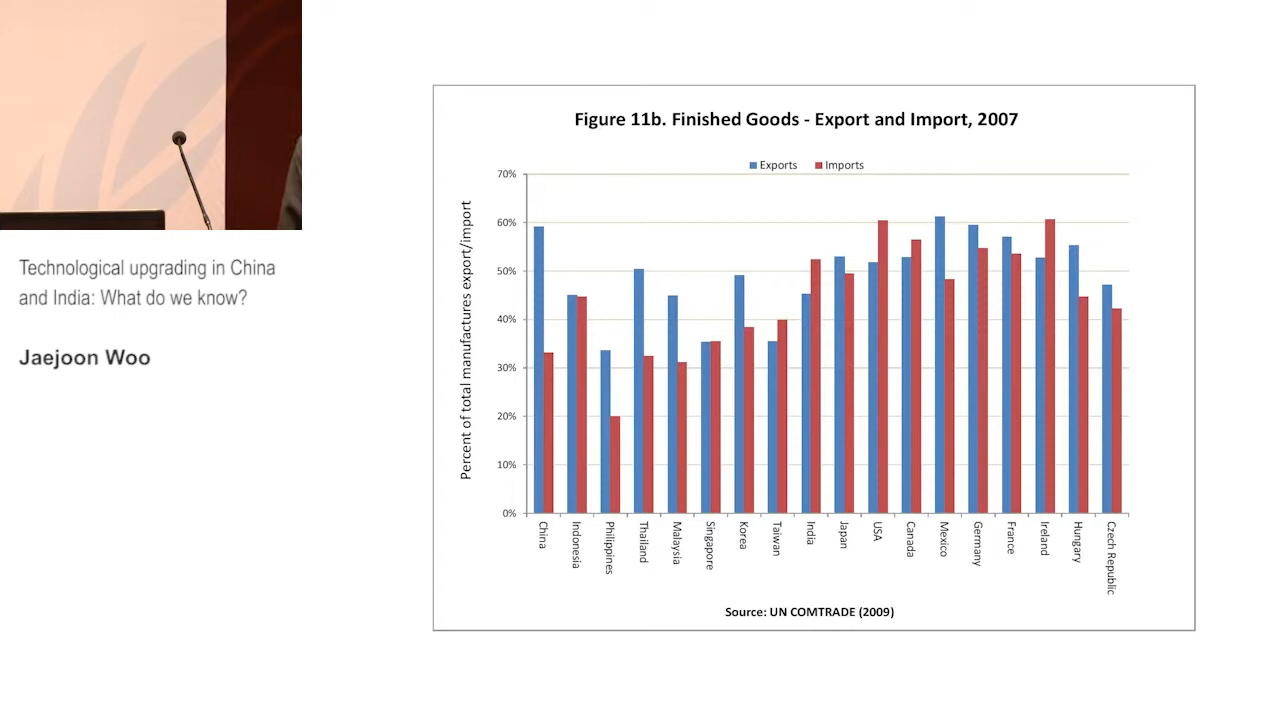 Technological upgrading in China
and India: What do we know?
Jaejoon Woo
Figure 11b. Finished Goods - Export and Import, 2007
Exports Imports
Percent of total manufactures export/import
70%
60%
50%
40%
30%
20%
10%
0%
China
Indonesia
Philippines
Thailand
Malaysia
Singapore
Korea
Taiwan
India
Japan
USA
Canada
Mexico
Germany
France
Ireland
Hungary
Czech Republic
Source: UN COMTRADE (2009)